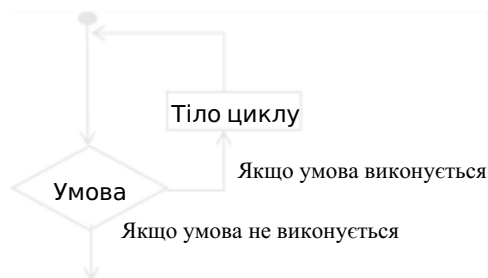 Тіло циклу
Якщо умова виконується
Умова
Якщо умова не виконується